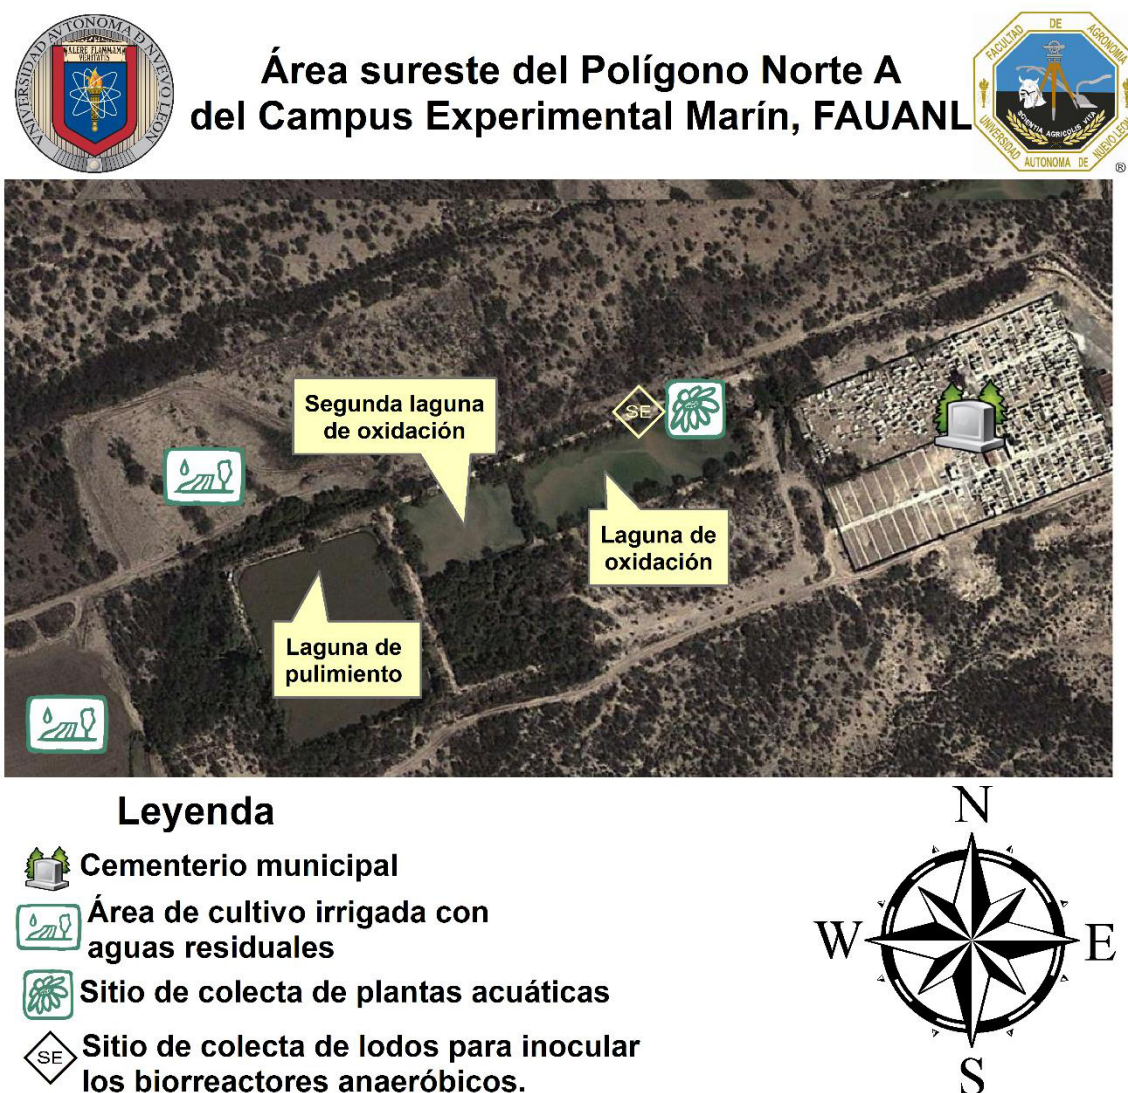 UNIVERSIDAD AVTONOMA D NVEVO LEON
ALERE FLAMMAM
VERITATIS
Área sureste del Polígono Norte A
del Campus Experimental Marín, FAUANL
FACULTAD DE AGRONOMIA
SCIENTIA AGRICOLIS VITA
UNIVERSIDAD AUTONOMA DE NUEVO LEON
®
Segunda laguna
de oxidación
SE
Laguna de
oxidación
Laguna de
pulimiento
Leyenda
Cementerio municipal
Área de cultivo irrigada con
aguas residuales
Sitio de colecta de plantas acuáticas
SE
Sitio de colecta de lodos para inocular
los biorreactores anaeróbicos.
N
W
E
S